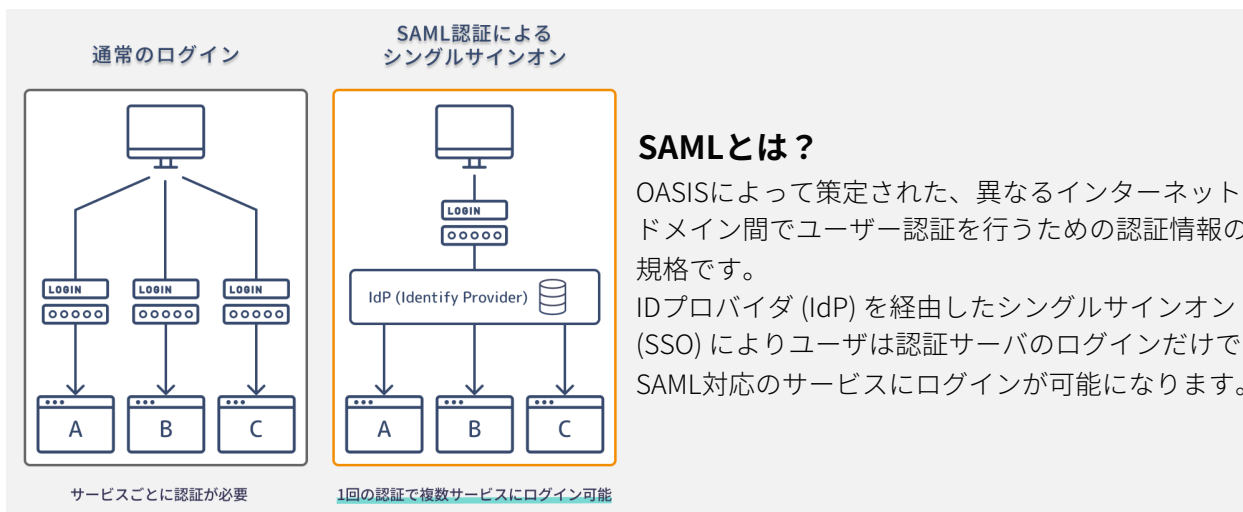 通常のログイン
SAML認証による
シングルサインオン
LOGIN
LOGIN
LOGIN
A
B
C
サービスごとに認証が必要
LOGIN
IdP (Identify Provider)
A
B
C
1回の認証で複数サービスにログイン可能
SAMLとは？
OASISによって策定された、異なるインターネット
ドメイン間でユーザー認証を行うための認証情報の
規格です。
IDプロバイダ (IdP) を経由したシングルサインオン
(SSO) によりユーザは認証サーバのログインだけで
SAML対応のサービスにログインが可能になります。